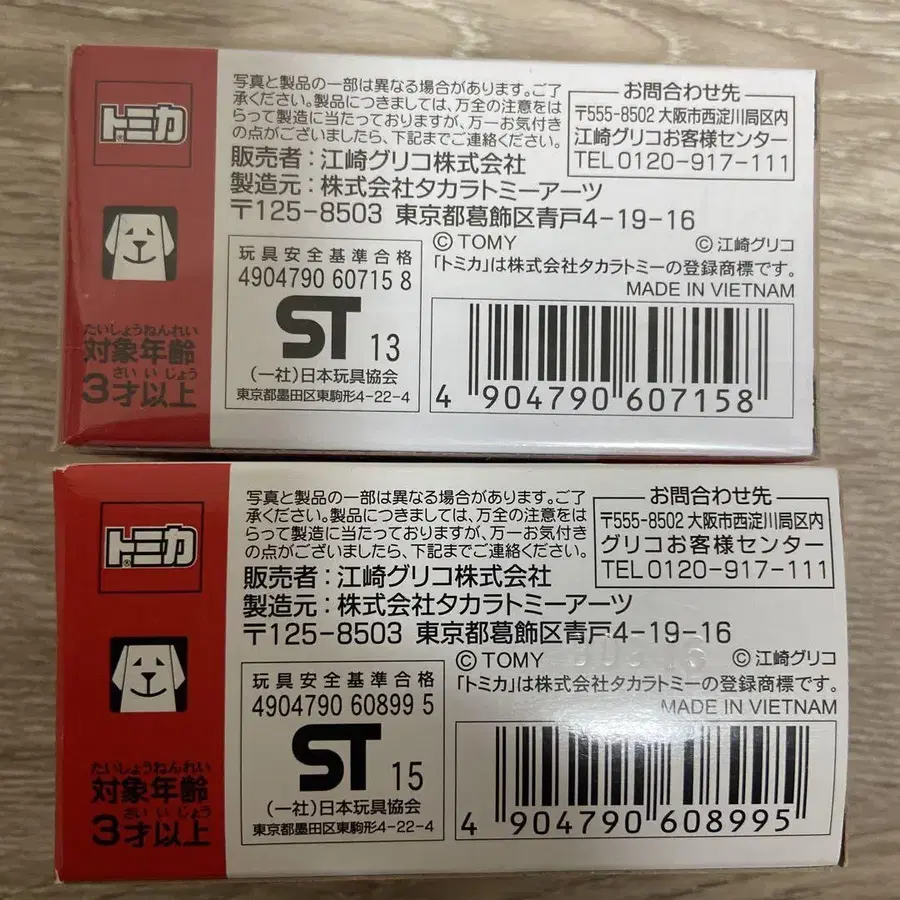 トミカ
写真と製品の一部は異なる場合があります。ご了
承ください。製品につきましては、万全の注意をは
らって製造に当たっておりますが、万一お気付き
の点がございましたら、下記までご連絡ください。
お問合わせ先
〒555-8502 大阪市西淀川局区内
江崎グリコお客様センター
TEL0120-917-111
販売者:江崎グリコ株式会社
製造元:株式会社タカラトミーアーツ
〒125-8503 東京都葛飾区青戸4-19-16
© TOMY
© 江崎グリコ
「トミカ」は株式会社タカラトミーの登録商標です。
MADE IN VIETNAM
玩具安全基準合格
4904790 60715 8
ST 13
(一社)日本玩具協会
東京都墨田区東駒形4-22-4
4 904790 607158
たいしょうねんれい
対象年齢
さい いじょう
3才以上
トミカ
写真と製品の一部は異なる場合があります。ご了
承ください。製品につきましては、万全の注意をは
らって製造に当たっておりますが、万一お気付き
の点がございましたら、下記までご連絡ください。
お問合わせ先
〒555-8502 大阪市西淀川局区内
グリコお客様センター
TEL0120-917-111
販売者:江崎グリコ株式会社
製造元:株式会社タカラトミーアーツ
〒125-8503 東京都葛飾区青戸4-19-16
© TOMY
© 江崎グリコ
「トミカ」は株式会社タカラトミーの登録商標です。
MADE IN VIETNAM
玩具安全基準合格
4904790 60899 5
ST 15
(一社)日本玩具協会
東京都墨田区東駒形4-22-4
4 904790 608995
たいしょうねんれい
対象年齢
さい いじょう
3才以上